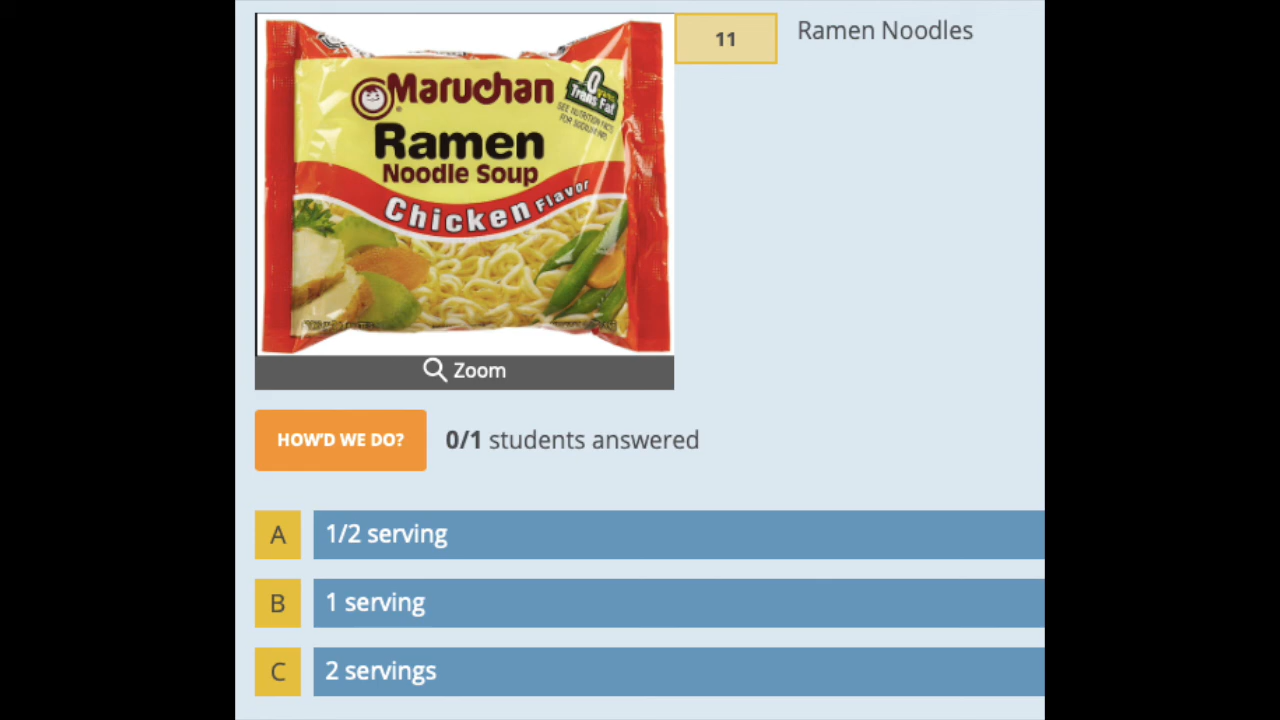 Maruchan
0 grams
Trans Fat
SEE NUTRITION FACTS
FOR SODIUM INFO
Ramen
Noodle Soup
Chicken Flavor
Zoom
11
Ramen Noodles
HOW'D WE DO?
0/1 students answered
A
1/2 serving
B
1 serving
C
2 servings